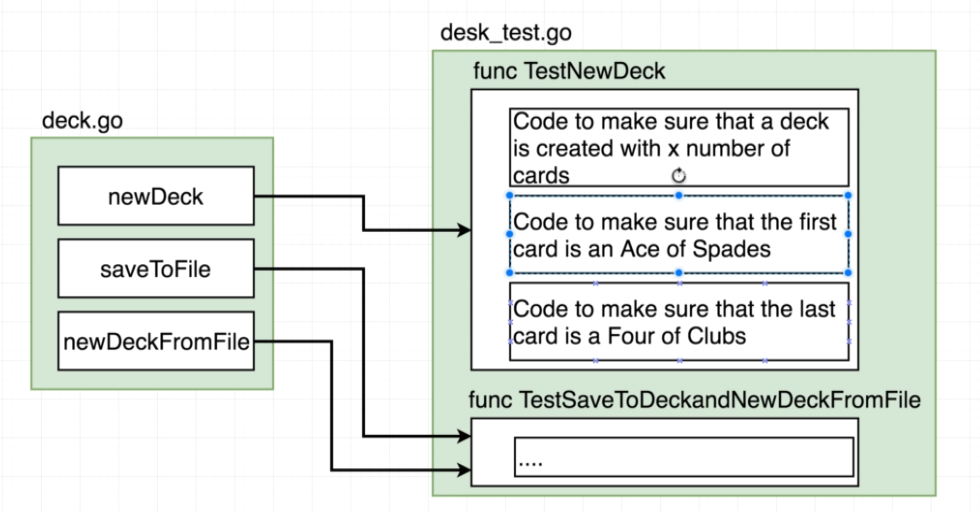 desk_test.go
func TestNewDeck
deck.go
Code to make sure that a deck
is created with x number of
cards
newDeck
Code to make sure that the first
card is an Ace of Spades
saveToFile
Code to make sure that the last
card is a Four of Clubs
newDeckFromFile
func TestSaveToDeckandNewDeckFromFile
....